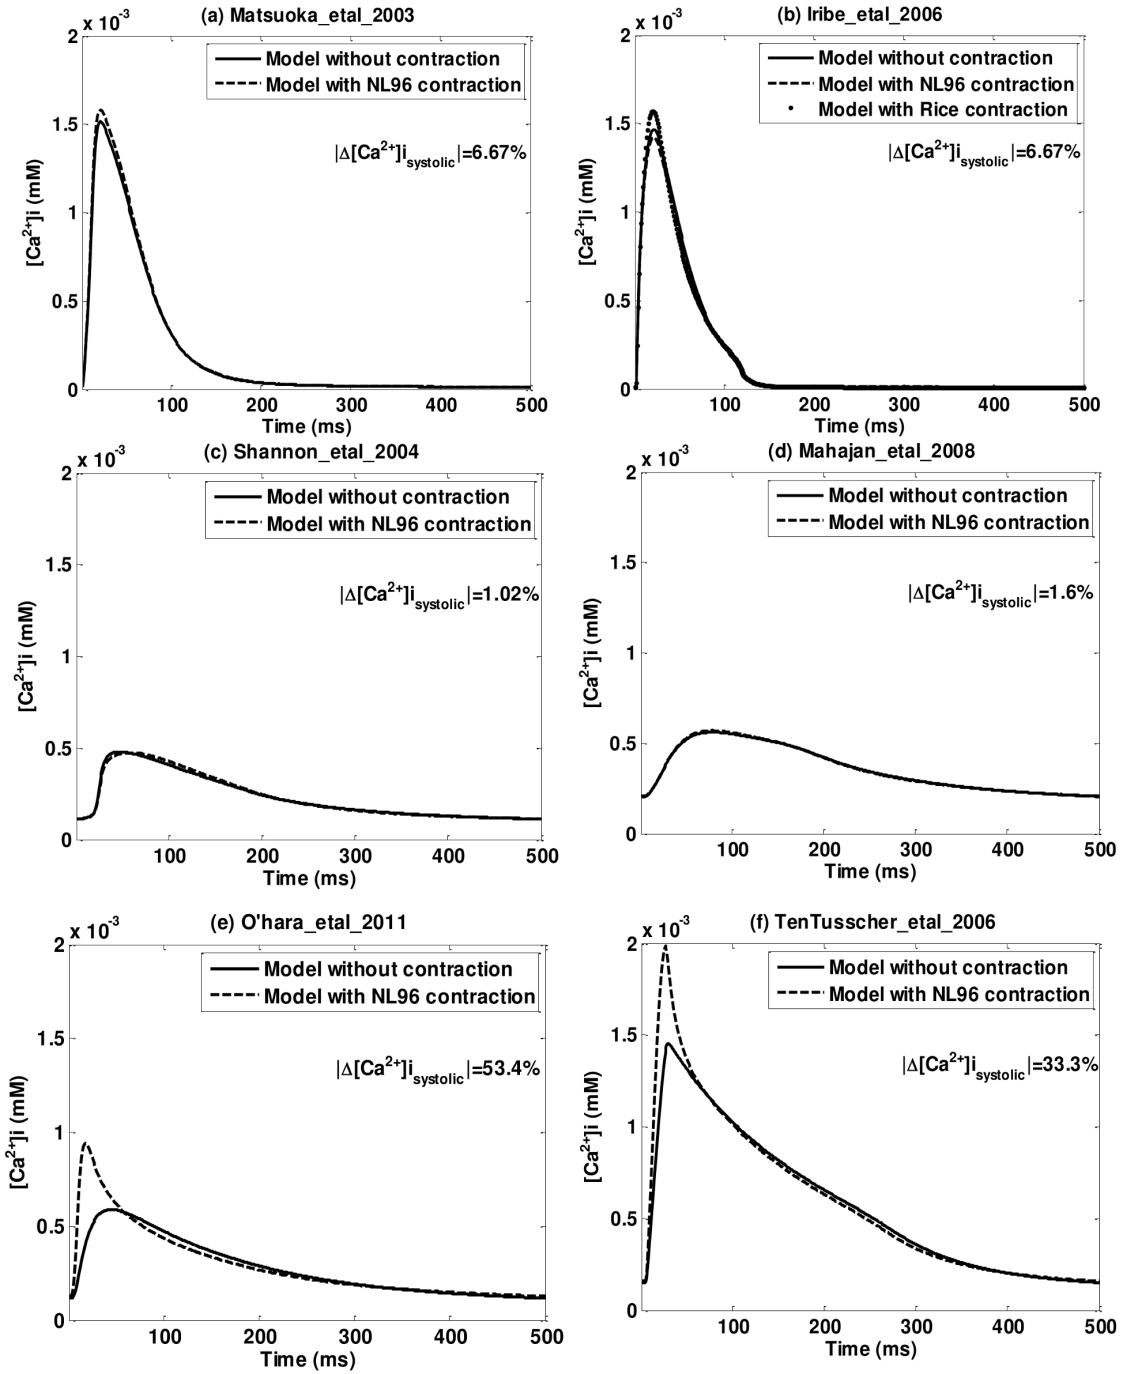 (a) Matsuoka_etal_2003
x 10-3
2
1.5
1
0.5
0
[Ca2+]i (mM)
Model without contraction
Model with NL96 contraction
|Δ[Ca2+]isystolic|=6.67%
100 200 300 400 500
Time (ms)
(b) Iribe_etal_2006
x 10-3
2
1.5
1
0.5
0
[Ca2+]i (mM)
Model without contraction
Model with NL96 contraction
Model with Rice contraction
|Δ[Ca2+]isystolic|=6.67%
100 200 300 400 500
Time (ms)
(c) Shannon_etal_2004
x 10-3
2
1.5
1
0.5
0
[Ca2+]i (mM)
Model without contraction
Model with NL96 contraction
|Δ[Ca2+]isystolic|=1.02%
100 200 300 400 500
Time (ms)
(d) Mahajan_etal_2008
x 10-3
2
1.5
1
0.5
0
[Ca2+]i (mM)
Model without contraction
Model with NL96 contraction
|Δ[Ca2+]isystolic|=1.6%
100 200 300 400 500
Time (ms)
(e) O'hara_etal_2011
x 10-3
2
1.5
1
0.5
0
[Ca2+]i (mM)
Model without contraction
Model with NL96 contraction
|Δ[Ca2+]isystolic|=53.4%
100 200 300 400 500
Time (ms)
(f) TenTusscher_etal_2006
x 10-3
2
1.5
1
0.5
0
[Ca2+]i (mM)
Model without contraction
Model with NL96 contraction
|Δ[Ca2+]isystolic|=33.3%
100 200 300 400 500
Time (ms)